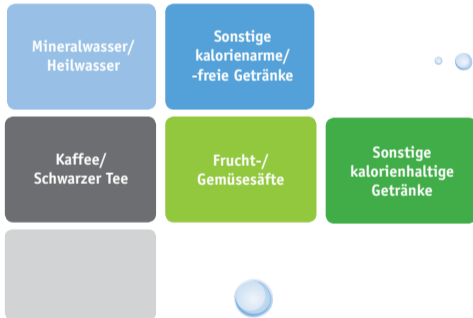 Mineralwasser/
Heilwasser
Sonstige
kalorienarme/
-freie Getränke
Kaffee/
Schwarzer Tee
Frucht-/
Gemüsesäfte
Sonstige
kalorienhaltige
Getränke